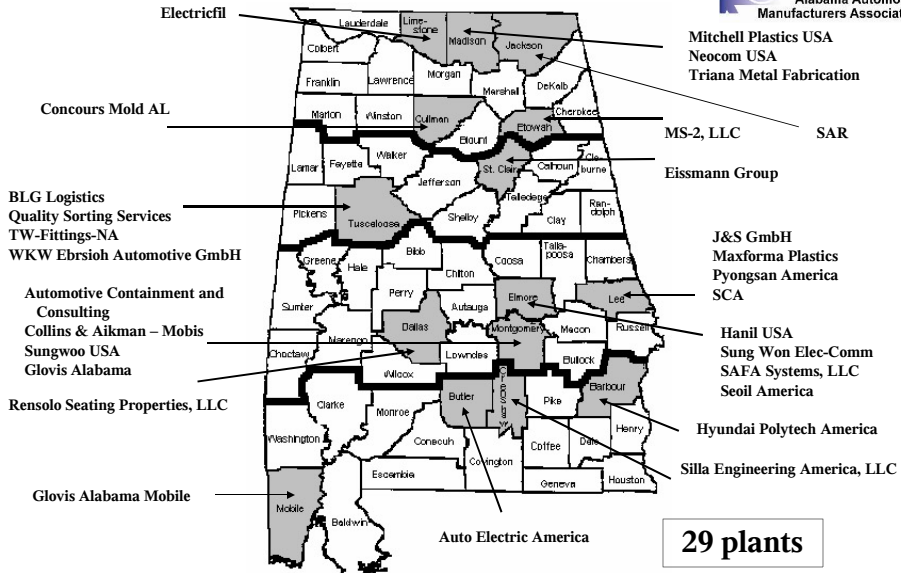 Alabama Automo
Manufacturers Associat
Electricfil
Mitchell Plastics USA
Neocom USA
Triana Metal Fabrication
Concours Mold AL
MS-2, LLC
SAR
Eissmann Group
BLG Logistics
Quality Sorting Services
TW-Fittings-NA
WKW Ebrsioh Automotive GmbH
J&S GmbH
Maxforma Plastics
Pyongsan America
SCA
Automotive Containment and
Consulting
Collins & Aikman – Mobis
Sungwoo USA
Glovis Alabama
Hanil USA
Sung Won Elec-Comm
SAFA Systems, LLC
Seoil America
Rensolo Seating Properties, LLC
Hyundai Polytech America
Silla Engineering America, LLC
Glovis Alabama Mobile
Auto Electric America
29 plants
Lauderdale
Lime-
stone
Madison
Jackson
Colbert
Franklin
Lawrence
Morgan
Marshall
DeKalb
Marion
Winston
Cullman
Blount
Etowah
Cherokee
Lamar
Fayette
Walker
Jefferson
St. Clair
Calhoun
Cle-
burne
Pickens
Tuscaloosa
Shelby
Talladega
Clay
Ran-
dolph
Greene
Hale
Bibb
Chilton
Coosa
Talla-
poosa
Chambers
Sumter
Perry
Autauga
Elmore
Lee
Marengo
Dallas
Montgomery
Macon
Russell
Choctaw
Wilcox
Lowndes
Bullock
Clarke
Monroe
Butler
Crenshaw
Pike
Barbour
Washington
Conecuh
Covington
Coffee
Dale
Henry
Escambia
Geneva
Houston
Mobile
Baldwin